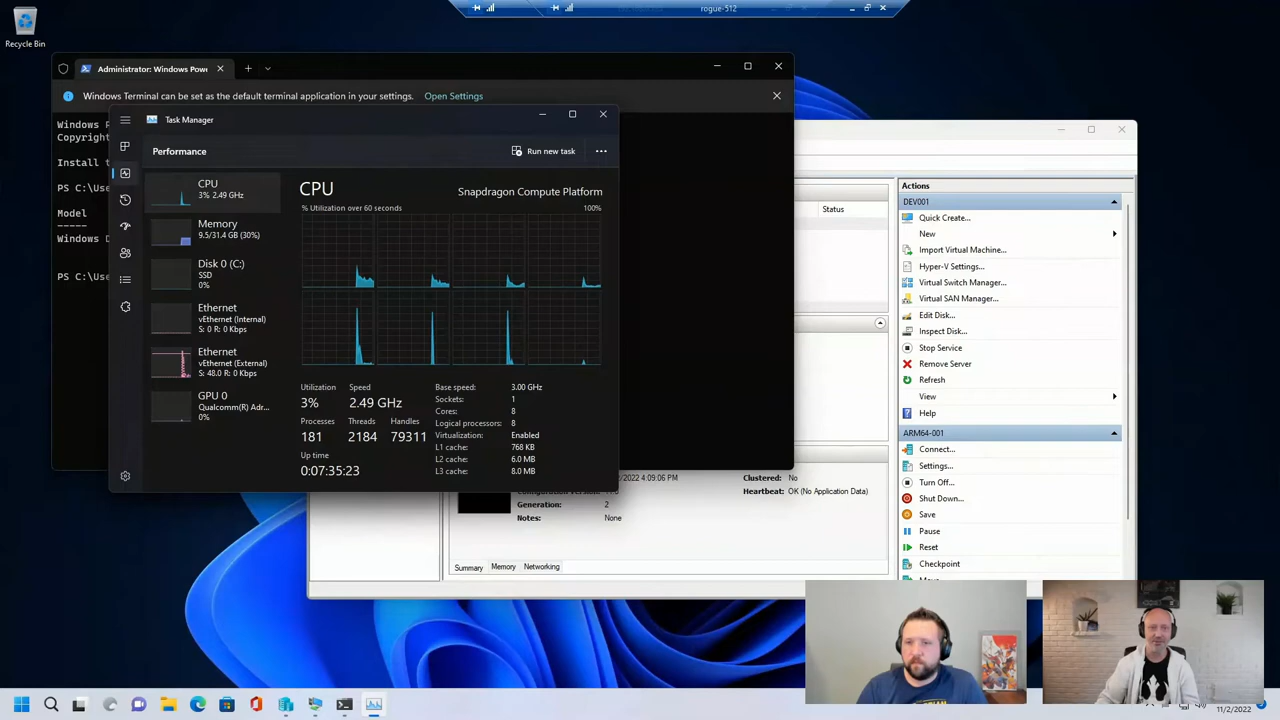 rogue-512
Recycle Bin
Administrator: Windows Pow
Windows Terminal can be set as the default terminal application in your settings. Open Settings
Windows P
Copyright
Install t
PS C:\Use
Model
-----
Windows D
PS C:\Use
Task Manager
Performance
Run new task
CPU
3% 2.49 GHz
Memory
9.5/31.4 GB (30%)
Disk 0 (C:)
SSD
0%
Ethernet
vEthernet (Internal)
S: 0 R: 0 Kbps
Ethernet
vEthernet (External)
S: 48.0 R: 0 Kbps
GPU 0
Qualcomm(R) Adr...
0%
CPU
Snapdragon Compute Platform
% Utilization over 60 seconds 100%
Utilization Speed
3% 2.49 GHz
Processes Threads Handles
181 2184 79311
Up time
0:07:35:23
Base speed: 3.00 GHz
Sockets: 1
Cores: 8
Logical processors: 8
Virtualization: Enabled
L1 cache: 768 KB
L2 cache: 6.0 MB
L3 cache: 8.0 MB
Status
/2022 4:09:06 PM
Generation: 2
Notes: None
Clustered: No
Heartbeat: OK (No Application Data)
Summary Memory Networking
Actions
DEV001
Quick Create...
New
Import Virtual Machine...
Hyper-V Settings...
Virtual Switch Manager...
Virtual SAN Manager...
Edit Disk...
Inspect Disk...
Stop Service
Remove Server
Refresh
View
Help
ARM64-001
Connect...
Settings...
Turn Off...
Shut Down...
Save
Pause
Reset
Checkpoint
11/2/2022